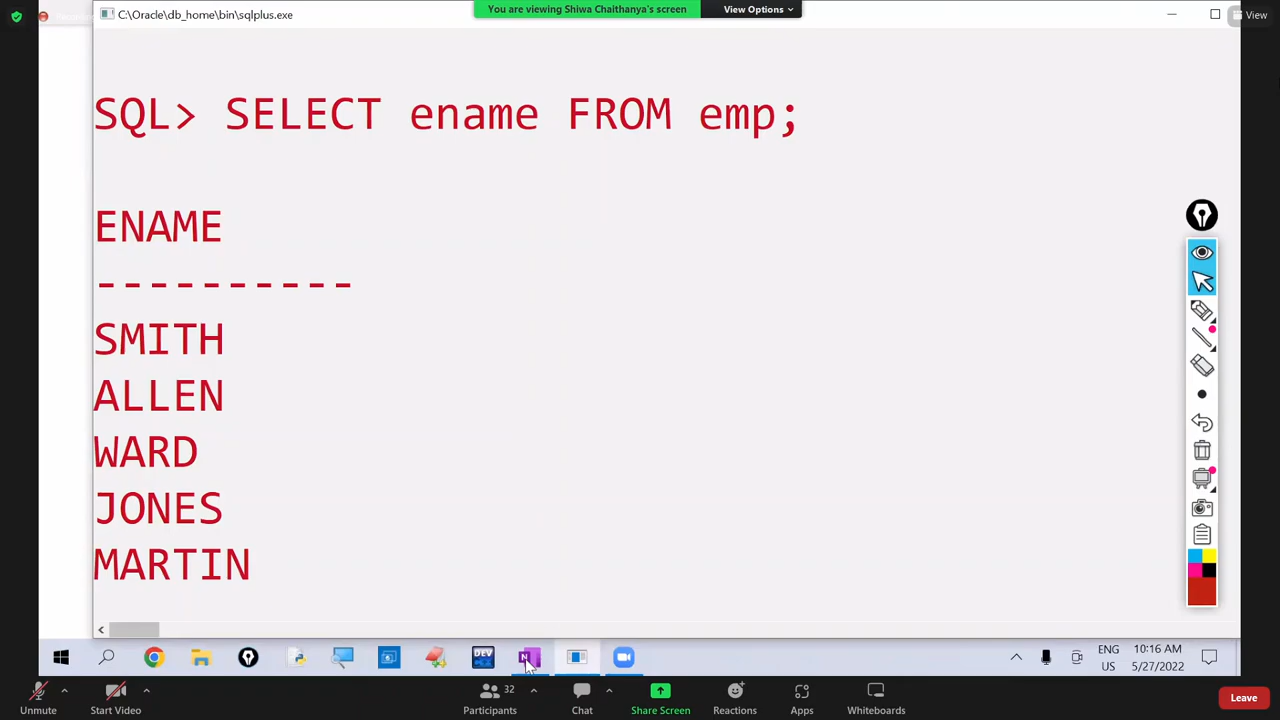 C:\Oracle\db_home\bin\sqlplus.exe
You are viewing Shiwa Chaithanya's screen
View Options
View
SQL> SELECT ename FROM emp;
ENAME
----------
SMITH
ALLEN
WARD
JONES
MARTIN
DEV
N
ENG
US
10:16 AM
5/27/2022
Unmute
Start Video
32
Participants
Chat
Share Screen
Reactions
Apps
Whiteboards
Leave